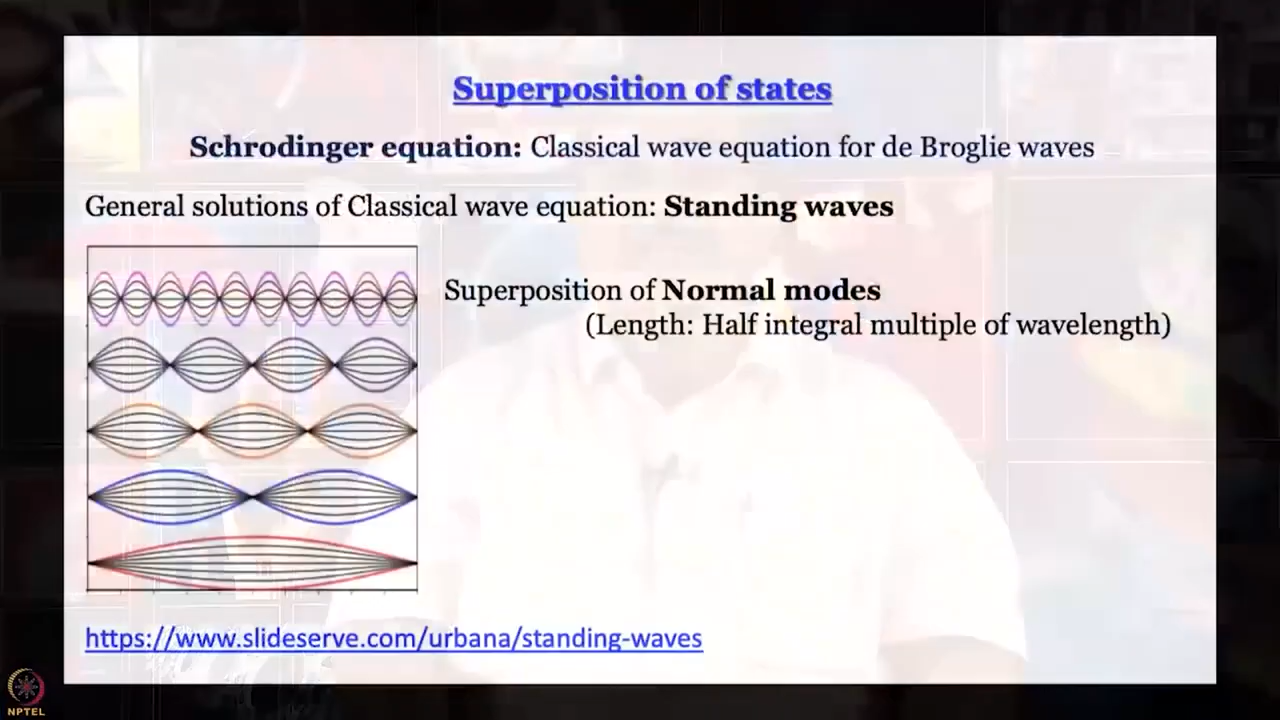 Superposition of states
Schrodinger equation: Classical wave equation for de Broglie waves
General solutions of Classical wave equation: Standing waves
Superposition of Normal modes
(Length: Half integral multiple of wavelength)
https://www.slideserve.com/urbana/standing-waves
NPTEL